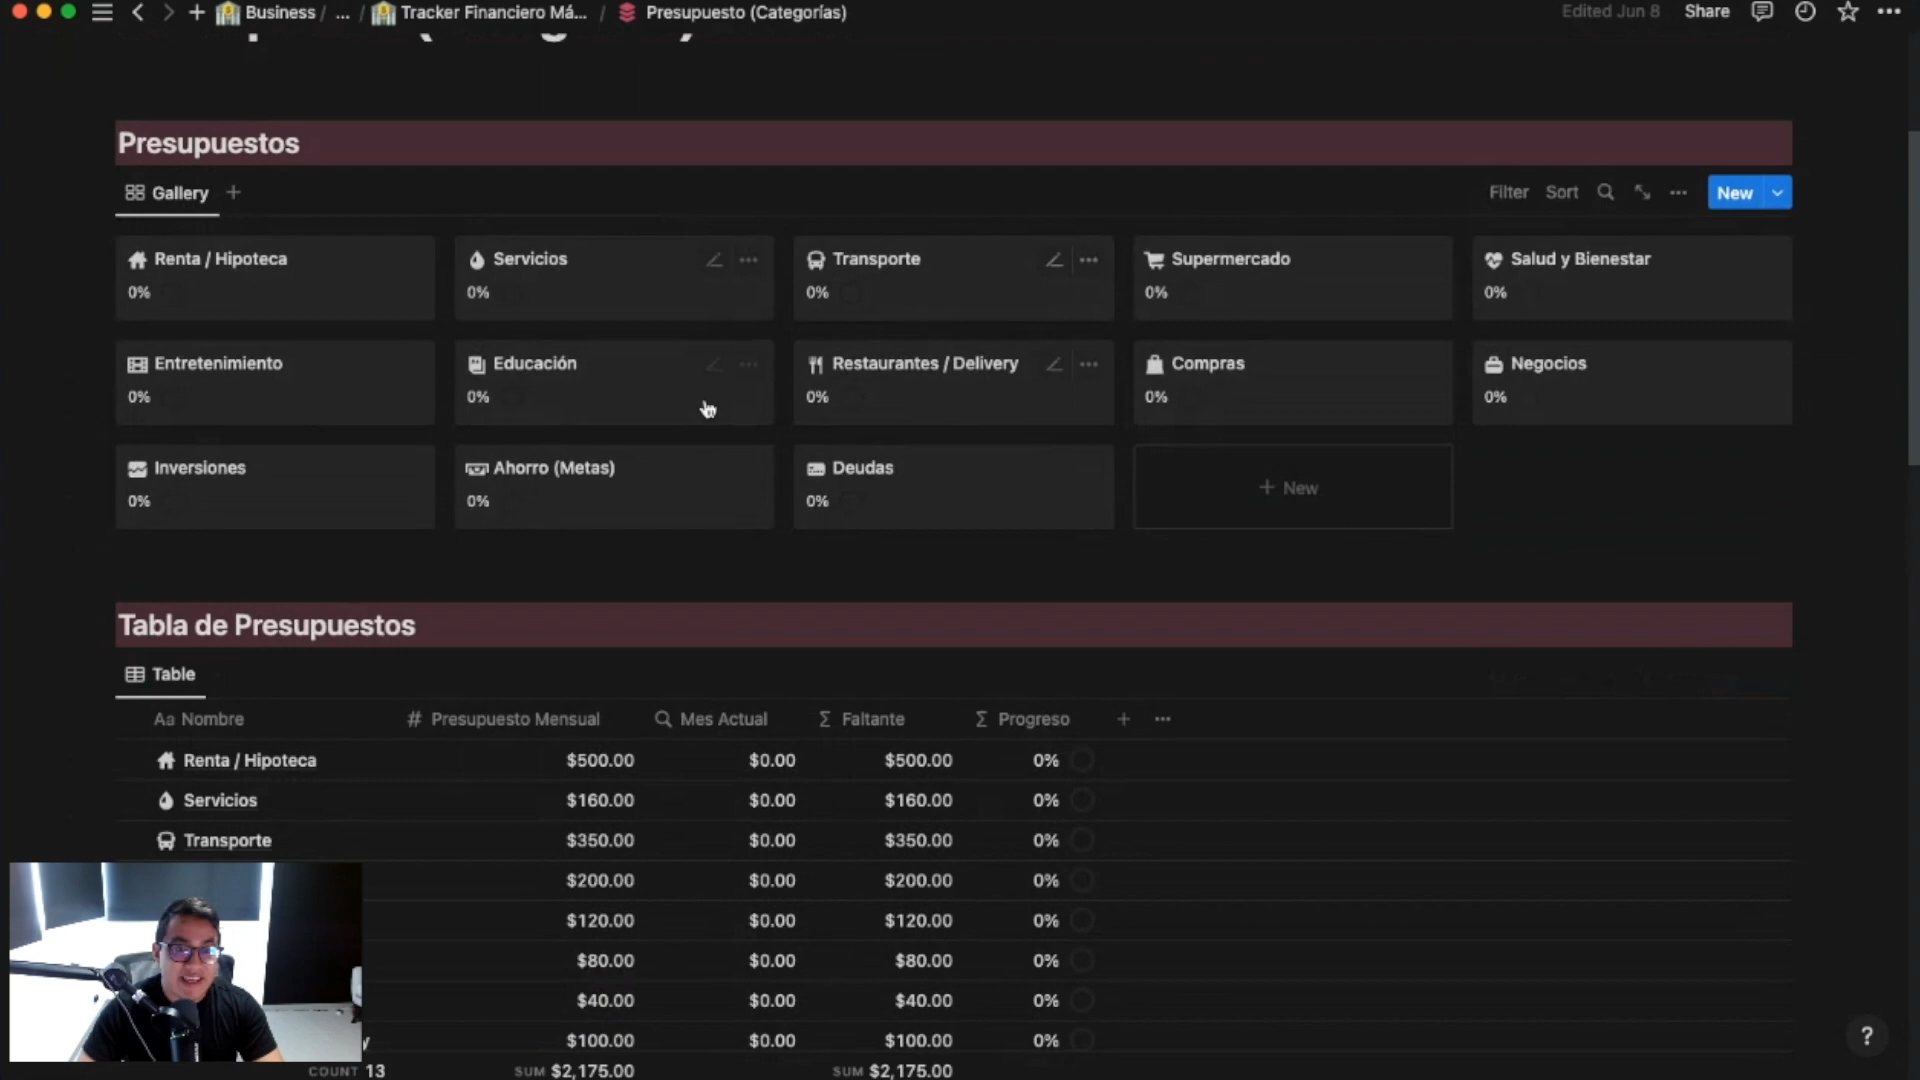 Business / ... / Tracker Financiero Má... / Presupuesto (Categorías)
Edited Jun 8 Share
Presupuestos
Gallery
Filter Sort New
Renta / Hipoteca
0%
Servicios
0%
Transporte
0%
Supermercado
0%
Salud y Bienestar
0%
Entretenimiento
0%
Educación
0%
Restaurantes / Delivery
0%
Compras
0%
Negocios
0%
Inversiones
0%
Ahorro (Metas)
0%
Deudas
0%
+ New
Tabla de Presupuestos
Table
Aa Nombre # Presupuesto Mensual Mes Actual Σ Faltante Σ Progreso
Renta / Hipoteca $500.00 $0.00 $500.00 0%
Servicios $160.00 $0.00 $160.00 0%
Transporte $350.00 $0.00 $350.00 0%
$200.00 $0.00 $200.00 0%
$120.00 $0.00 $120.00 0%
$80.00 $0.00 $80.00 0%
$40.00 $0.00 $40.00 0%
y $100.00 $0.00 $100.00 0%
COUNT 13 SUM $2,175.00 SUM $2,175.00
?